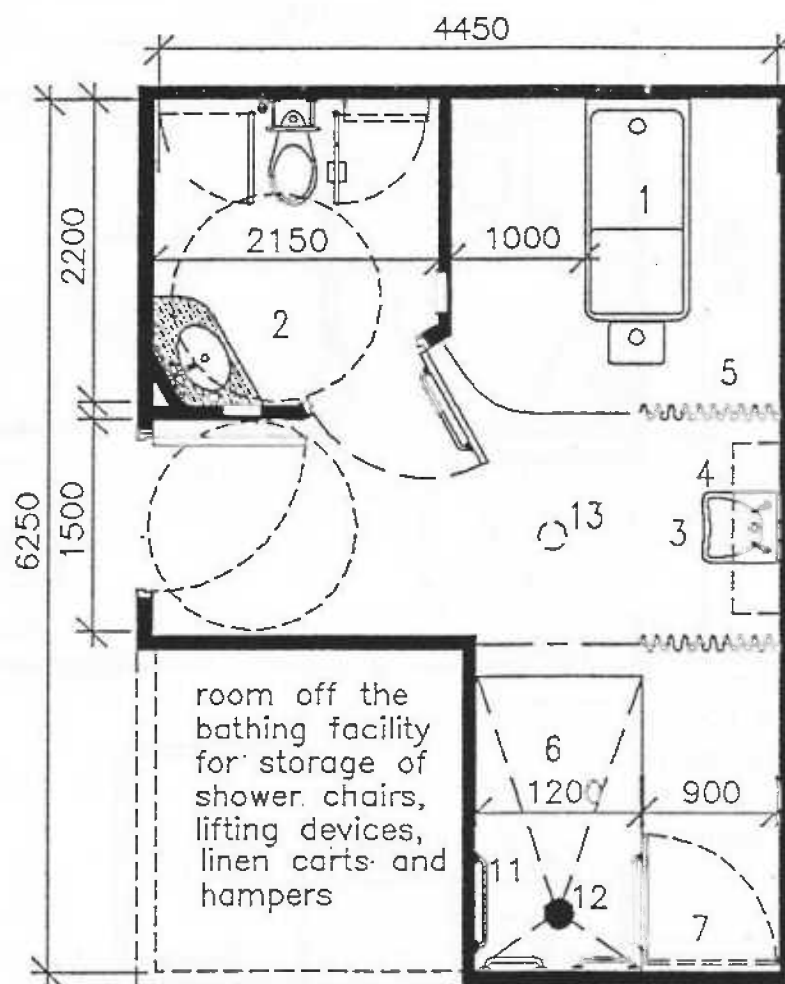 4450
2200
2150
1000
1
2
5
6250
1500
4
3
13
room off the
bathing facility
for storage of
shower chairs,
lifting devices,
linen carts and
hampers
6
1200
900
11
12
7